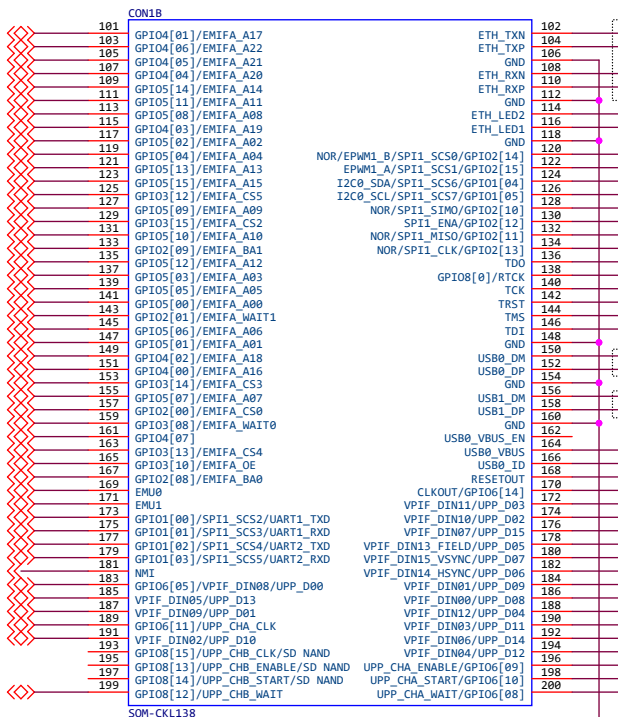 CON1B
101 GPIO4[01]/EMIFA_A17 ETH_TXN 102
103 GPIO4[06]/EMIFA_A22 ETH_TXP 104
105 GPIO4[05]/EMIFA_A21 GND 106
107 GPIO4[04]/EMIFA_A20 ETH_RXN 108
109 GPIO5[14]/EMIFA_A14 ETH_RXP 110
111 GPIO5[11]/EMIFA_A11 GND 112
113 GPIO5[08]/EMIFA_A08 ETH_LED2 114
115 GPIO4[03]/EMIFA_A19 ETH_LED1 116
117 GPIO5[02]/EMIFA_A02 GND 118
119 GPIO5[04]/EMIFA_A04 NOR/EPWM1_B/SPI1_SCS0/GPIO2[14] 120
121 GPIO5[13]/EMIFA_A13 EPWM1_A/SPI1_SCS1/GPIO2[15] 122
123 GPIO5[15]/EMIFA_A15 I2C0_SDA/SPI1_SCS6/GPIO1[04] 124
125 GPIO3[12]/EMIFA_CS5 I2C0_SCL/SPI1_SCS7/GPIO1[05] 126
127 GPIO5[09]/EMIFA_A09 NOR/SPI1_SIMO/GPIO2[10] 128
129 GPIO3[15]/EMIFA_CS2 SPI1_ENA/GPIO2[12] 130
131 GPIO5[10]/EMIFA_A10 NOR/SPI1_MISO/GPIO2[11] 132
133 GPIO2[09]/EMIFA_BA1 NOR/SPI1_CLK/GPIO2[13] 134
135 GPIO5[12]/EMIFA_A12 TDO 136
137 GPIO5[03]/EMIFA_A03 GPIO8[0]/RTCK 138
139 GPIO5[05]/EMIFA_A05 TCK 140
141 GPIO5[00]/EMIFA_A00 TRST 142
143 GPIO2[01]/EMIFA_WAIT1 TMS 144
145 GPIO5[06]/EMIFA_A06 TDI 146
147 GPIO5[01]/EMIFA_A01 GND 148
149 GPIO4[02]/EMIFA_A18 USB0_DM 150
151 GPIO4[00]/EMIFA_A16 USB0_DP 152
153 GPIO3[14]/EMIFA_CS3 GND 154
155 GPIO5[07]/EMIFA_A07 USB1_DM 156
157 GPIO2[00]/EMIFA_CS0 USB1_DP 158
159 GPIO3[08]/EMIFA_WAIT0 GND 160
161 GPIO4[07] USB0_VBUS_EN 162
163 GPIO3[13]/EMIFA_CS4 USB0_VBUS 164
165 GPIO3[10]/EMIFA_OE USB0_ID 166
167 GPIO2[08]/EMIFA_BA0 RESETOUT 168
169 EMU0 CLKOUT/GPIO6[14] 170
171 EMU1 VPIF_DIN11/UPP_D03 172
173 GPIO1[00]/SPI1_SCS2/UART1_TXD VPIF_DIN10/UPP_D02 174
175 GPIO1[01]/SPI1_SCS3/UART1_RXD VPIF_DIN07/UPP_D15 176
177 GPIO1[02]/SPI1_SCS4/UART2_TXD VPIF_DIN13_FIELD/UPP_D05 178
179 GPIO1[03]/SPI1_SCS5/UART2_RXD VPIF_DIN15_VSYNC/UPP_D07 180
181 NMI VPIF_DIN14_HSYNC/UPP_D06 182
183 GPIO6[05]/VPIF_DIN08/UPP_D00 VPIF_DIN01/UPP_D09 184
185 VPIF_DIN05/UPP_D13 VPIF_DIN00/UPP_D08 186
187 VPIF_DIN09/UPP_D01 VPIF_DIN12/UPP_D04 188
189 GPIO6[11]/UPP_CHA_CLK VPIF_DIN03/UPP_D11 190
191 VPIF_DIN02/UPP_D10 VPIF_DIN06/UPP_D14 192
193 GPIO8[15]/UPP_CHB_CLK/SD NAND VPIF_DIN04/UPP_D12 194
195 GPIO8[13]/UPP_CHB_ENABLE/SD NAND UPP_CHA_ENABLE/GPIO6[09] 196
197 GPIO8[14]/UPP_CHB_START/SD NAND UPP_CHA_START/GPIO6[10] 198
199 GPIO8[12]/UPP_CHB_WAIT UPP_CHA_WAIT/GPIO6[08] 200
SOM-CKL138